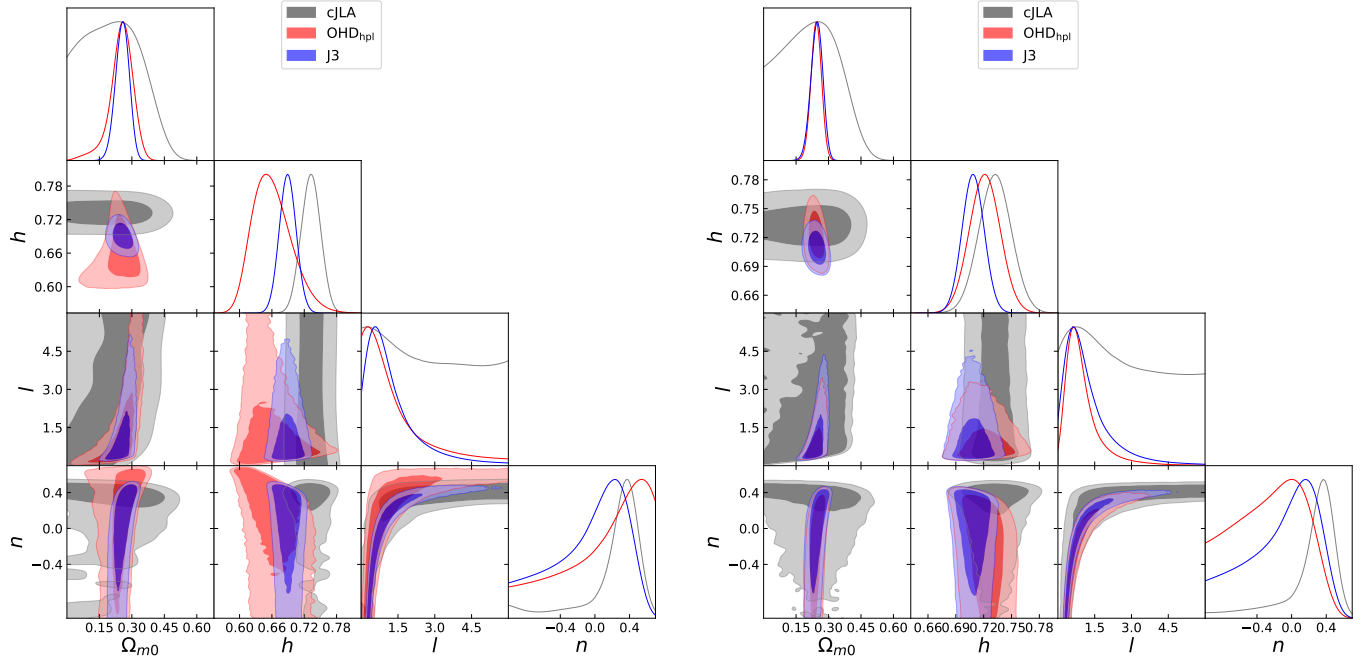 cJLA
OHD_hpl
J3
h
0.78
0.72
0.66
0.60
l
4.5
3.0
1.5
n
0.4
0.0
−0.4
0.15 0.30 0.45 0.60
Ω_m0
0.60 0.66 0.72 0.78
h
1.5 3.0 4.5
l
−0.4 0.0 0.4
n
cJLA
OHD_hpl
J3
h
0.78
0.75
0.72
0.69
0.66
l
4.5
3.0
1.5
n
0.4
0.0
−0.4
0.15 0.30 0.45 0.60
Ω_m0
0.66 0.69 0.72 0.75 0.78
h
1.5 3.0 4.5
l
−0.4 0.0 0.4
n